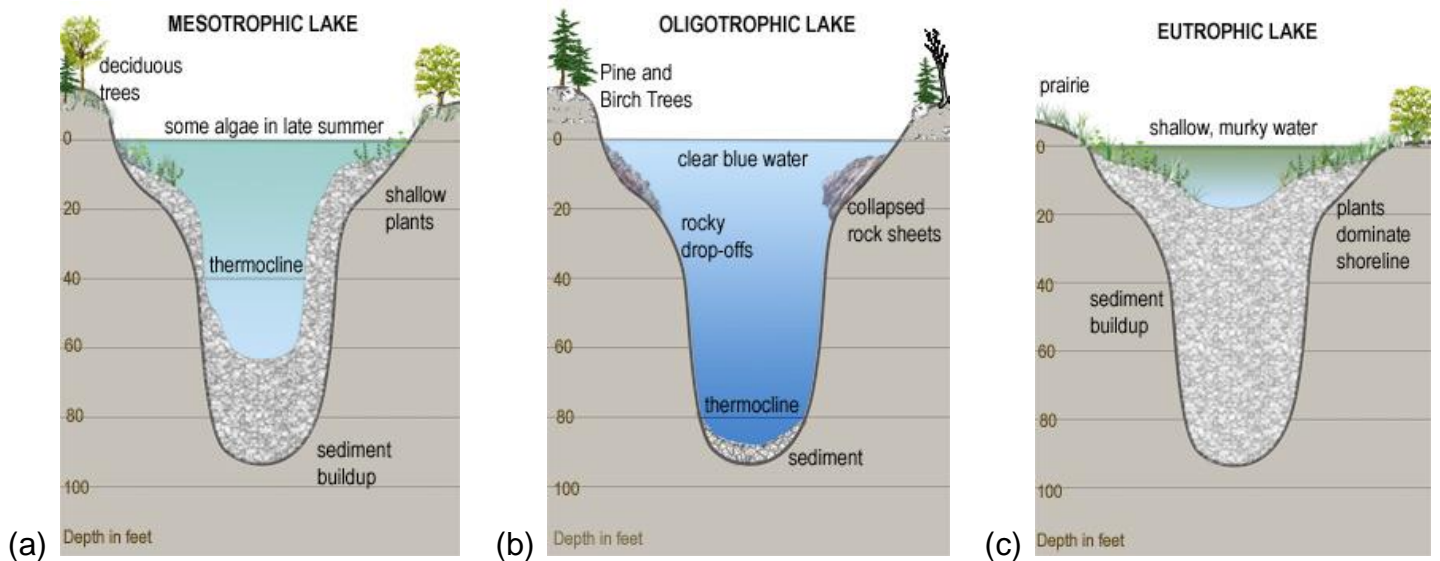 MESOTROPHIC LAKE
deciduous
trees
some algae in late summer
0
shallow
plants
20
thermocline
40
60
80
sediment
buildup
100
Depth in feet
(a)
OLIGOTROPHIC LAKE
Pine and
Birch Trees
0
clear blue water
20
rocky
drop-offs
collapsed
rock sheets
40
60
thermocline
80
sediment
100
Depth in feet
(b)
EUTROPHIC LAKE
prairie
shallow, murky water
0
20
plants
dominate
shoreline
40
sediment
buildup
60
80
100
Depth in feet
(c)